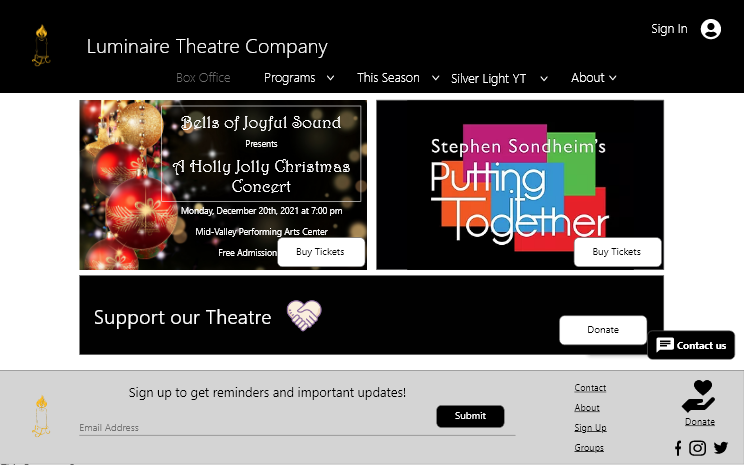 Sign In
Luminaire Theatre Company
Box Office Programs This Season Silver Light YT About
Bells of Joyful Sound
Presents
A Holly Jolly Christmas
Concert
Monday, December 20th, 2021 at 7:00 pm
Mid-Valley Performing Arts Center
Free Admission
Buy Tickets
Stephen Sondheim's
Putting
Together
Buy Tickets
Support our Theatre
Donate
Contact us
Sign up to get reminders and important updates!
Email Address
Submit
Contact
About
Sign Up
Groups
Donate